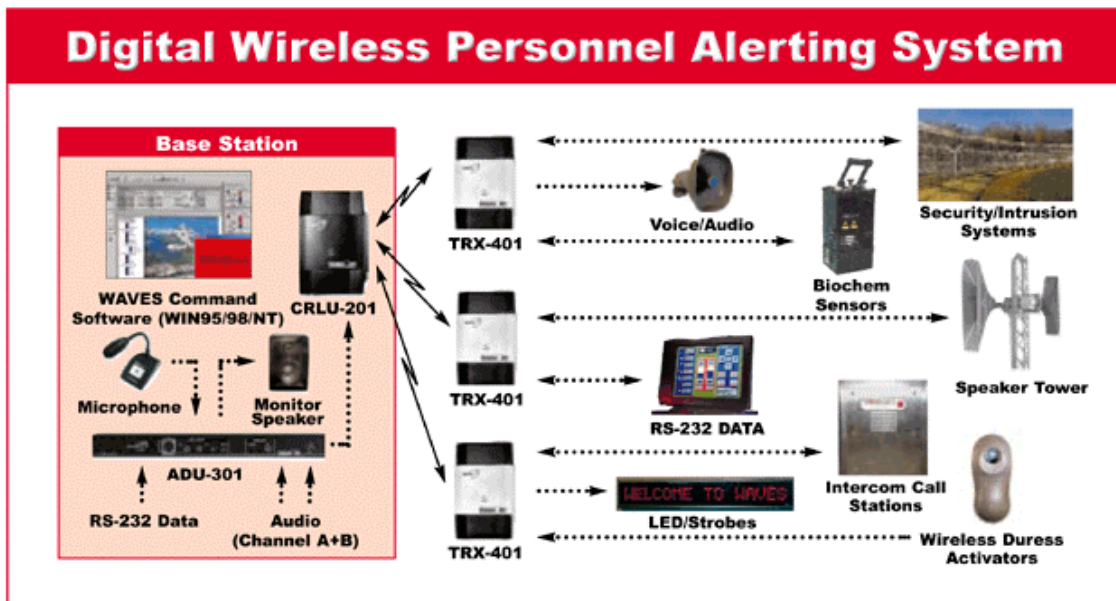 Digital Wireless Personnel Alerting System
Base Station
WAVES Command
Software (WIN95/98/NT)
CRLU-201
Microphone
Monitor
Speaker
ADU-301
RS-232 Data
Audio
(Channel A+B)
TRX-401
Voice/Audio
Biochem
Sensors
Security/Intrusion
Systems
TRX-401
RS-232 DATA
Speaker Tower
TRX-401
WELCOME TO WAVES
LED/Strobes
Intercom Call
Stations
Wireless Duress
Activators